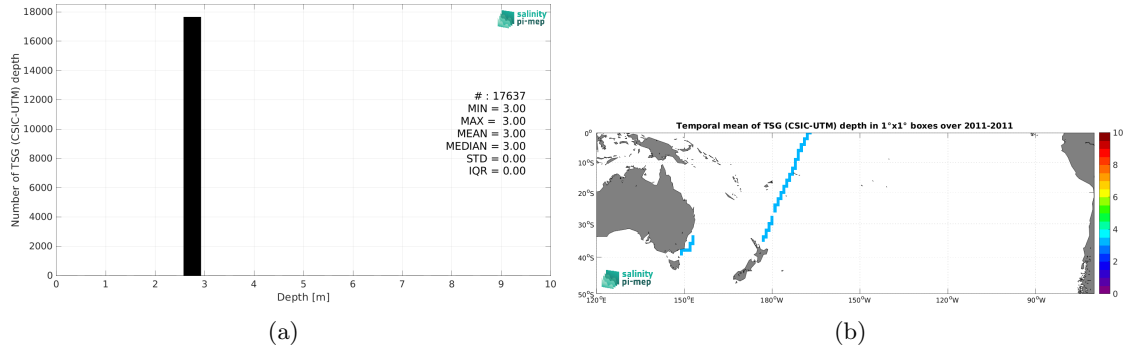 18000
16000
14000
12000
10000
8000
6000
4000
2000
0
Number of TSG (CSIC-UTM) depth
0 1 2 3 4 5 6 7 8 9 10
Depth [m]
salinity
pi-mep
# : 17637
MIN = 3.00
MAX = 3.00
MEAN = 3.00
MEDIAN = 3.00
STD = 0.00
IQR = 0.00
(a)
Temporal mean of TSG (CSIC-UTM) depth in 1°x1° boxes over 2011-2011
0°
10°S
20°S
30°S
40°S
50°S
120°E 150°E 180°W 150°W 120°W 90°W
salinity
pi-mep
10
8
6
4
2
0
(b)